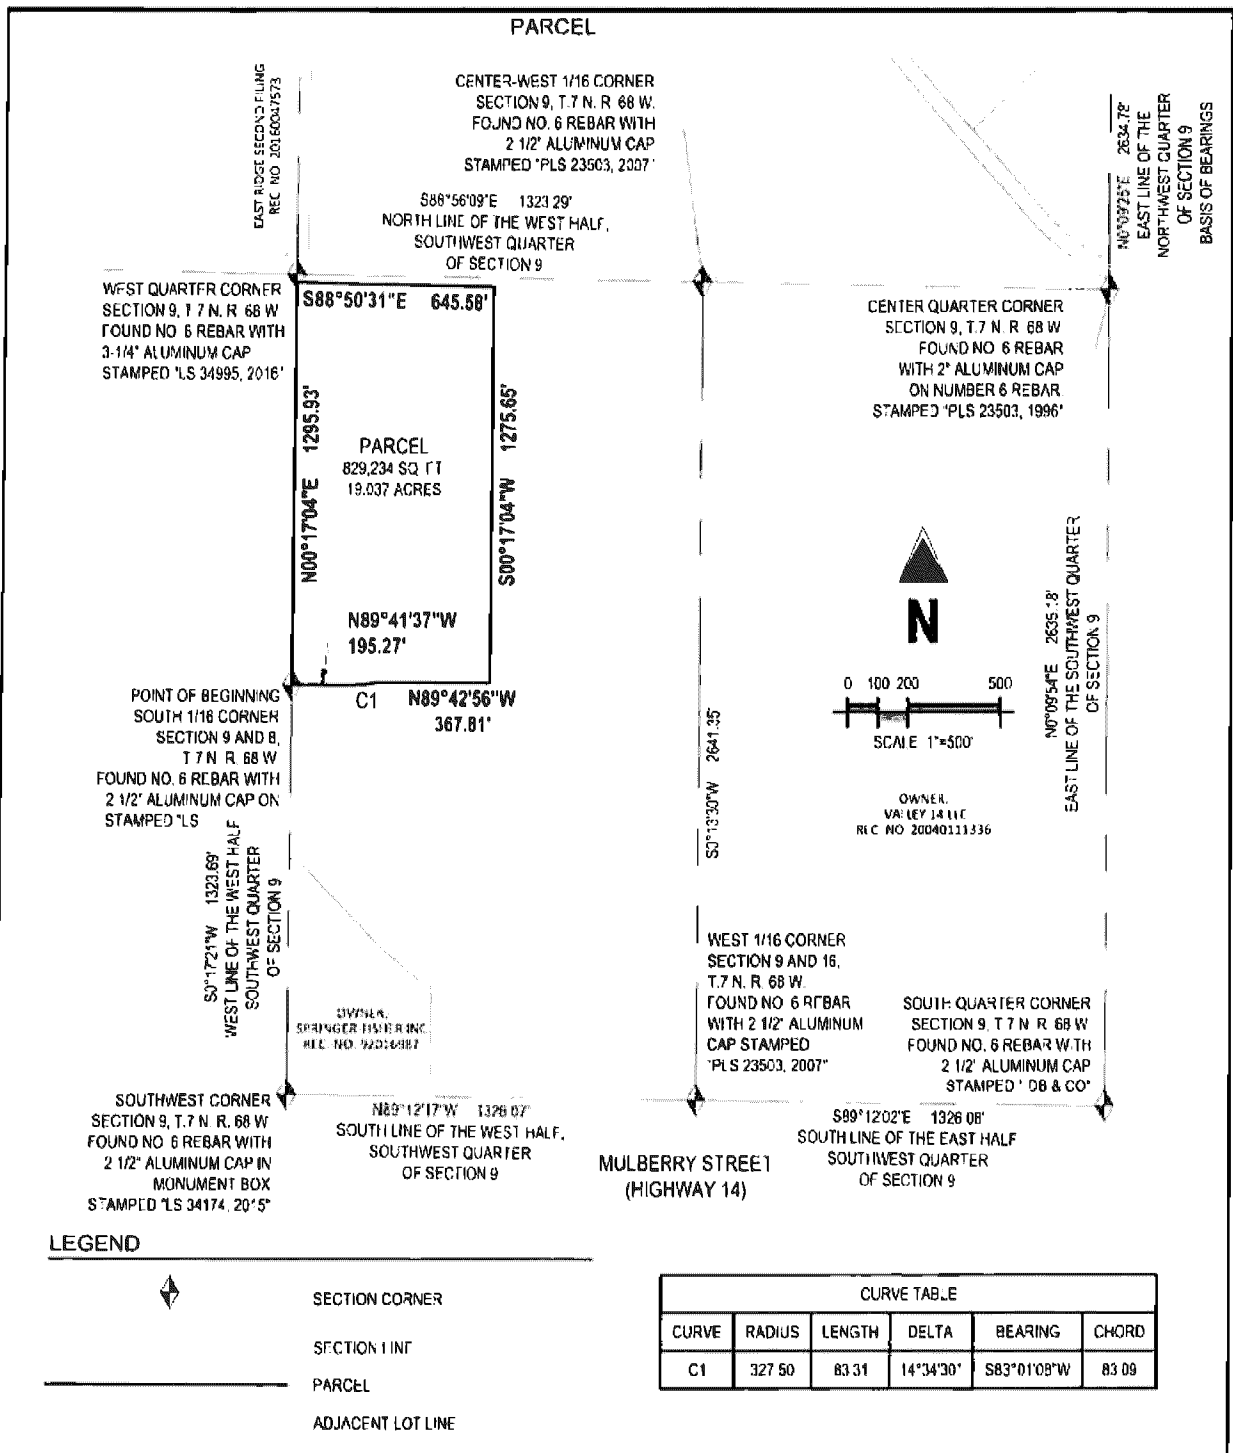 PARCEL
EAST RIDGE SECOND FILING
REC NO. 20160047573
CENTER-WEST 1/16 CORNER
SECTION 9, T.7 N. R 68 W.
FOUND NO. 6 REBAR WITH
2 1/2" ALUMINUM CAP
STAMPED "PLS 23503, 2007"
S88°56'09"E 1323 29'
NORTH LINE OF THE WEST HALF,
SOUTHWEST QUARTER
OF SECTION 9
N0°09'25"E 2634.79'
EAST LINE OF THE
NORTHWEST QUARTER
OF SECTION 9
BASIS OF BEARINGS
WEST QUARTER CORNER
SECTION 9, T 7 N. R 68 W
FOUND NO. 6 REBAR WITH
3-1/4" ALUMINUM CAP
STAMPED "LS 34995, 2016"
S88°50'31"E 645.58'
CENTER QUARTER CORNER
SECTION 9, T.7 N. R 68 W
FOUND NO. 6 REBAR
WITH 2" ALUMINUM CAP
ON NUMBER 6 REBAR
STAMPED "PLS 23503, 1996"
N00°17'04"E 1295.93'
PARCEL
829,234 SQ FT
19.037 ACRES
S00°17'04"W 1275.65'
N89°41'37"W
195.27'
C1
N89°42'56"W
367.81'
N
0 100 200 500
SCALE 1"=500'
OWNER.
VALLEY 14 LLC
REC NO 20040111336
N0°09'54"E 2635.18'
EAST LINE OF THE SOUTHWEST QUARTER
OF SECTION 9
POINT OF BEGINNING
SOUTH 1/16 CORNER
SECTION 9 AND 8,
T.7 N R. 68 W.
FOUND NO. 6 REBAR WITH
2 1/2" ALUMINUM CAP ON
STAMPED "LS
S0°13'30"W 2641.35'
S0°17'21"W 1323.69'
WEST LINE OF THE WEST HALF
SOUTHWEST QUARTER
OF SECTION 9
OWNER.
SPRINGER FISHER INC
REC. NO. 92016987
WEST 1/16 CORNER
SECTION 9 AND 16,
T.7 N. R. 68 W.
FOUND NO. 6 REBAR
WITH 2 1/2" ALUMINUM
CAP STAMPED
"PLS 23503, 2007"
SOUTH QUARTER CORNER
SECTION 9, T 7 N R. 68 W
FOUND NO. 6 REBAR WITH
2 1/2" ALUMINUM CAP
STAMPED " DB & CO"
SOUTHWEST CORNER
SECTION 9, T.7 N. R. 68 W
FOUND NO. 6 REBAR WITH
2 1/2" ALUMINUM CAP IN
MONUMENT BOX
STAMPED "LS 34174, 2015"
N89°12'17"W 1326 07'
SOUTH LINE OF THE WEST HALF,
SOUTHWEST QUARTER
OF SECTION 9
MULBERRY STREET
(HIGHWAY 14)
S89°12'02"E 1326 08'
SOUTH LINE OF THE EAST HALF
SOUTHWEST QUARTER
OF SECTION 9
LEGEND
SECTION CORNER
SECTION LINE
PARCEL
ADJACENT LOT LINE
CURVE TABLE
CURVE RADIUS LENGTH DELTA BEARING CHORD
C1 327 50 83 31 14°34'30" S83°01'08"W 83 09